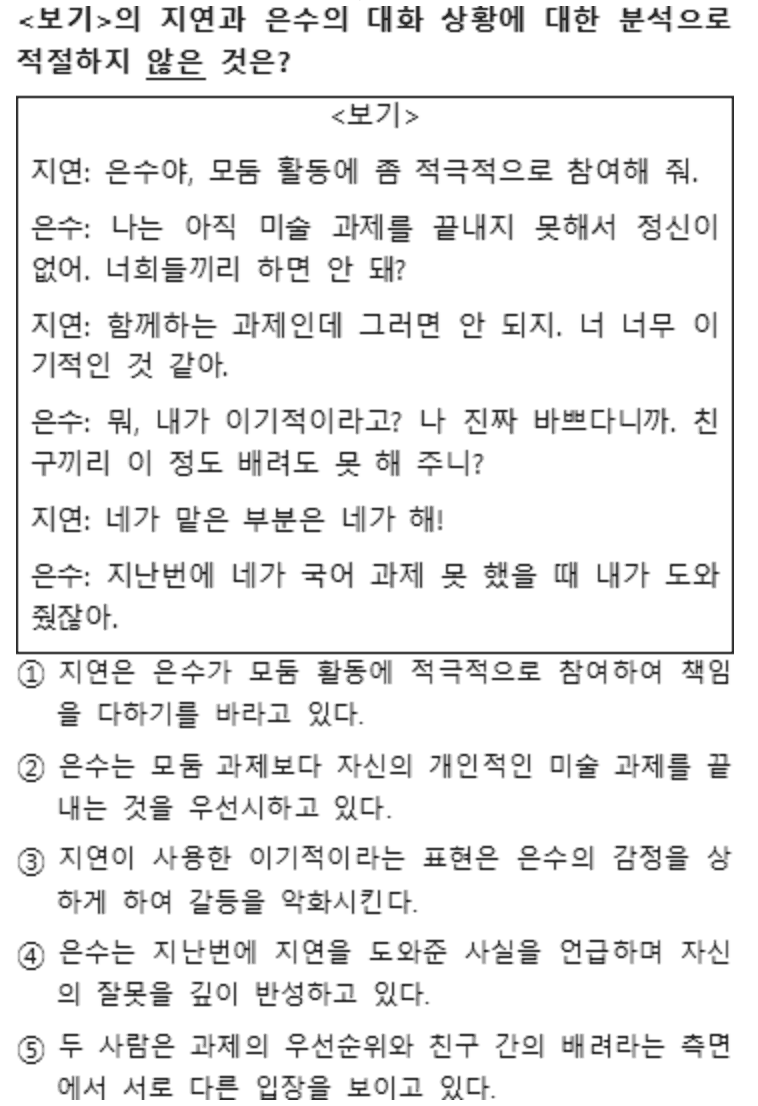 <보기>의 지연과 은수의 대화 상황에 대한 분석으로
적절하지 않은 것은?
<보기>
지연: 은수야, 모둠 활동에 좀 적극적으로 참여해 줘.
은수: 나는 아직 미술 과제를 끝내지 못해서 정신이
없어. 너희들끼리 하면 안 돼?
지연: 함께하는 과제인데 그러면 안 되지. 너 너무 이
기적인 것 같아.
은수: 뭐, 내가 이기적이라고? 나 진짜 바쁘다니까. 친
구끼리 이 정도 배려도 못 해 주니?
지연: 네가 맡은 부분은 네가 해!
은수: 지난번에 네가 국어 과제 못 했을 때 내가 도와
줬잖아.
① 지연은 은수가 모둠 활동에 적극적으로 참여하여 책임
을 다하기를 바라고 있다.
② 은수는 모둠 과제보다 자신의 개인적인 미술 과제를 끝
내는 것을 우선시하고 있다.
③ 지연이 사용한 이기적이라는 표현은 은수의 감정을 상
하게 하여 갈등을 악화시킨다.
④ 은수는 지난번에 지연을 도와준 사실을 언급하며 자신
의 잘못을 깊이 반성하고 있다.
⑤ 두 사람은 과제의 우선순위와 친구 간의 배려라는 측면
에서 서로 다른 입장을 보이고 있다.